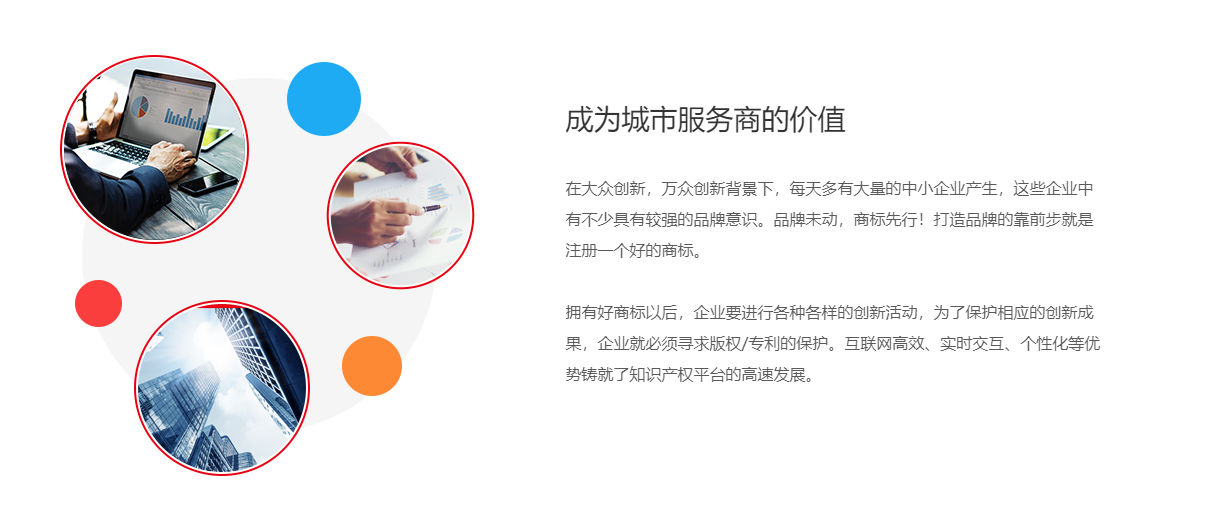 成为城市服务商的价值
在大众创新，万众创新背景下，每天多有大量的中小企业产生，这些企业中
有不少具有较强的品牌意识。品牌未动，商标先行！打造品牌的靠前步就是
注册一个好的商标。
拥有好商标以后，企业要进行各种各样的创新活动，为了保护相应的创新成
果，企业就必须寻求版权/专利的保护。互联网高效、实时交互、个性化等优
势铸就了知识产权平台的高速发展。